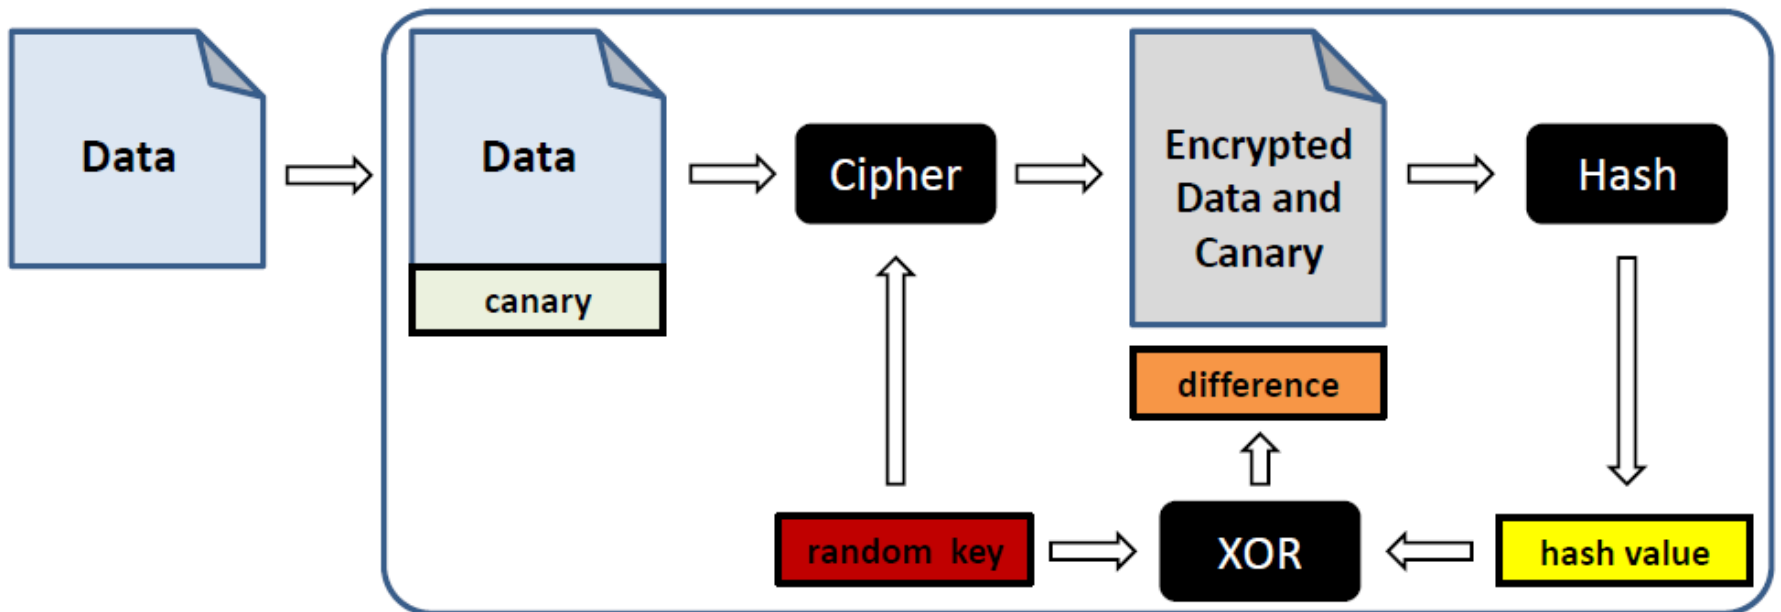 Data
Data
canary
Cipher
Encrypted
Data and
Canary
Hash
difference
random key
XOR
hash value